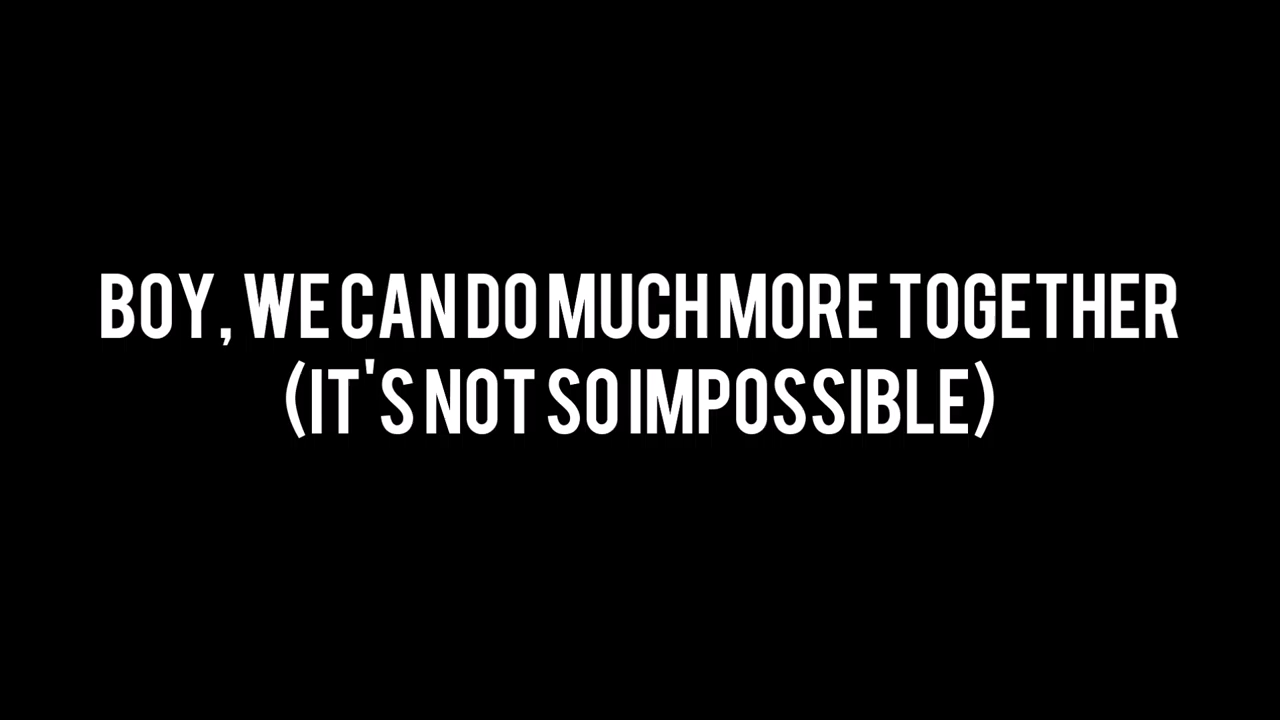 BOY, WE CAN DO MUCH MORE TOGETHER
(IT'S NOT SO IMPOSSIBLE)